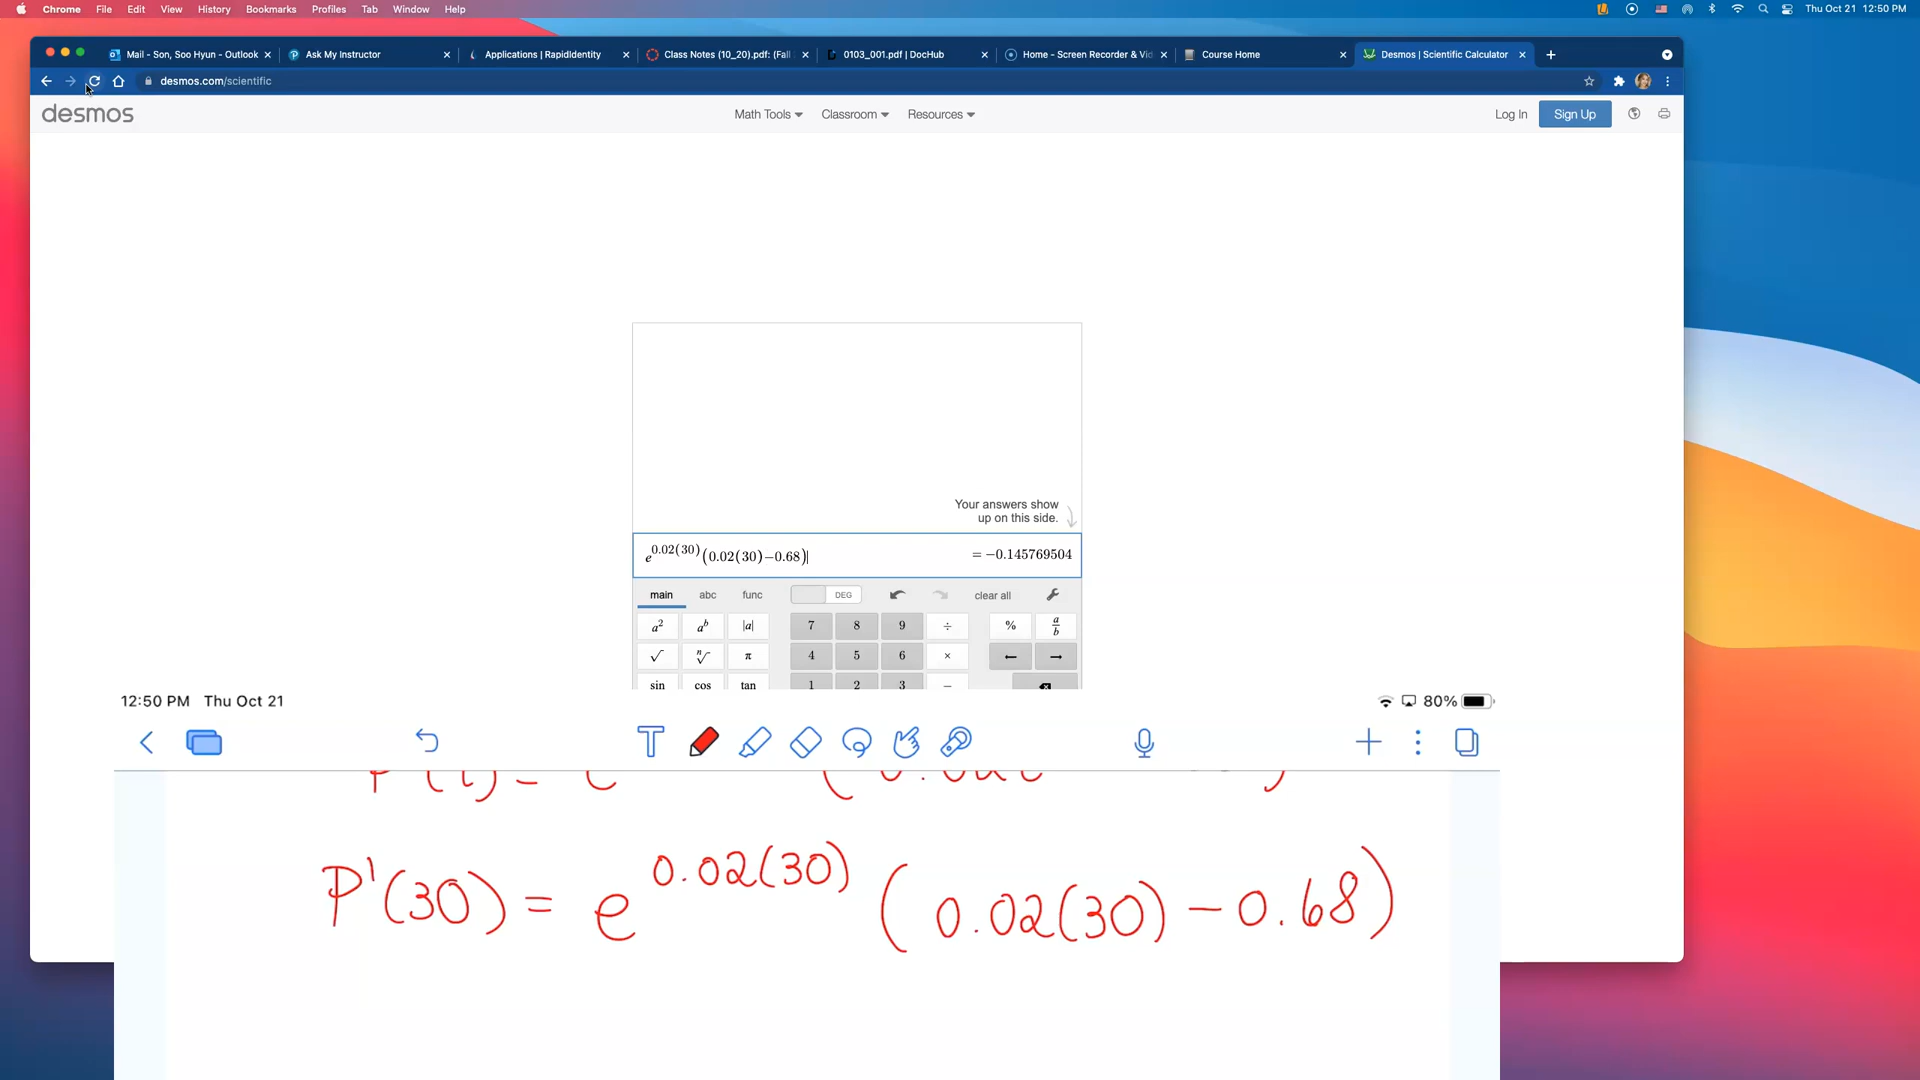 Chrome File Edit View History Bookmarks Profiles Tab Window Help Thu Oct 21 12:50 PM
Mail - Son, Soo Hyun - Outlook Ask My Instructor Applications | RapidIdentity Class Notes (10_20).pdf: (Fall 0103_001.pdf | DocHub Home - Screen Recorder & Vid Course Home Desmos | Scientific Calculator
desmos.com/scientific
desmos Math Tools Classroom Resources Log In Sign Up
Your answers show
up on this side.
e^{0.02(30)}(0.02(30)−0.68) = −0.145769504
main abc func DEG clear all
a² aᵇ |a| 7 8 9 ÷ % a/b
√ ⁿ√ π 4 5 6 × ← →
sin cos tan 1 2 3 −
12:50 PM Thu Oct 21 80%
P'(30) = e^{0.02(30)} (0.02(30) − 0.68)